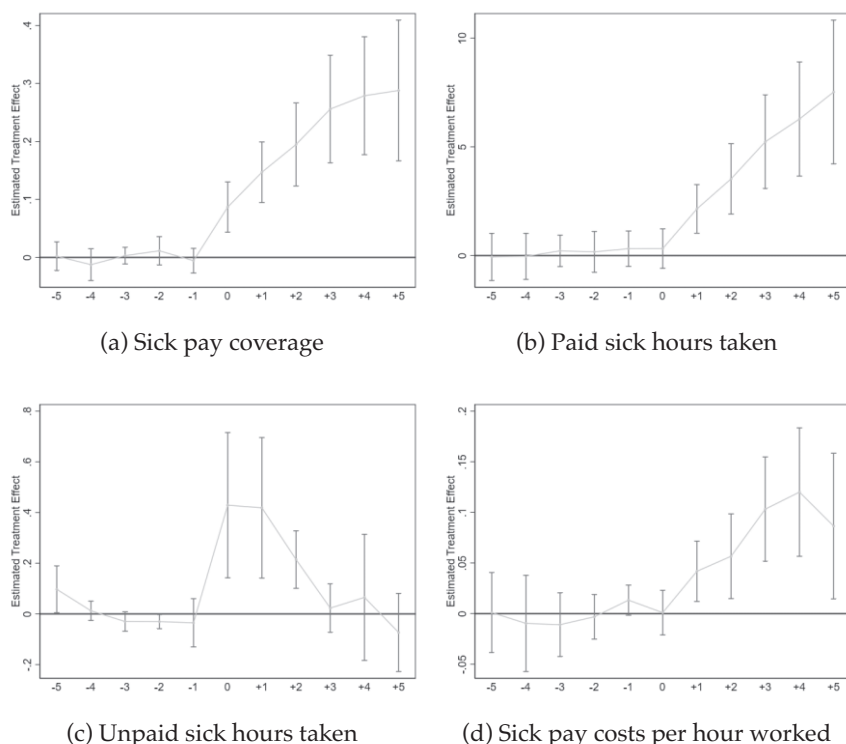 Estimated Treatment Effect
.4
.3
.2
.1
0
-5 -4 -3 -2 -1 0 +1 +2 +3 +4 +5
(a) Sick pay coverage
Estimated Treatment Effect
10
5
0
-5 -4 -3 -2 -1 0 +1 +2 +3 +4 +5
(b) Paid sick hours taken
Estimated Treatment Effect
.8
.6
.4
.2
0
-.2
-5 -4 -3 -2 -1 0 +1 +2 +3 +4 +5
(c) Unpaid sick hours taken
Estimated Treatment Effect
.2
.15
.1
.05
0
-.05
-5 -4 -3 -2 -1 0 +1 +2 +3 +4 +5
(d) Sick pay costs per hour worked